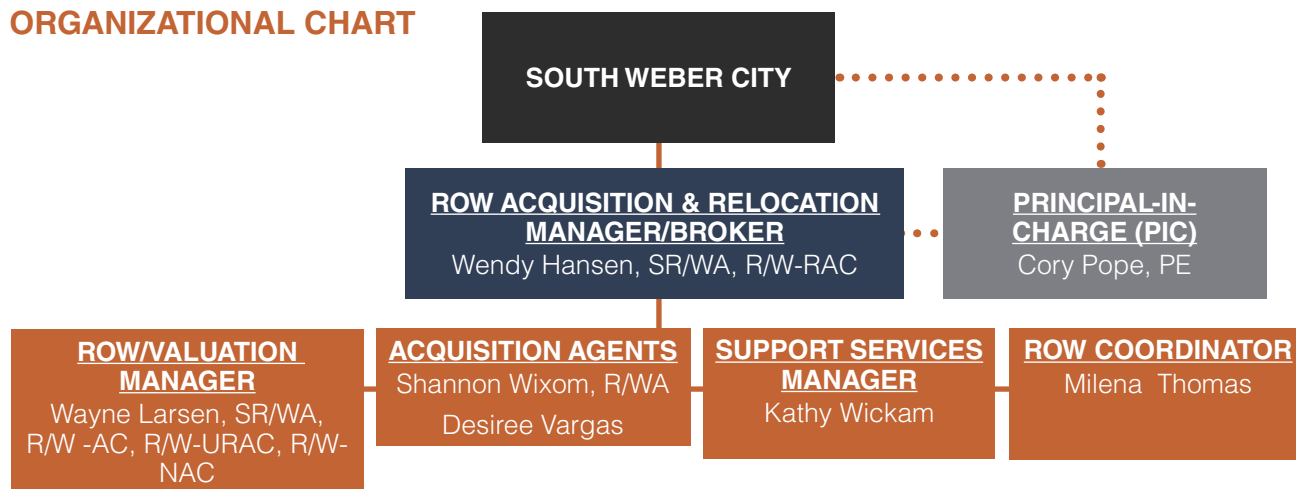 ORGANIZATIONAL CHART
SOUTH WEBER CITY
ROW ACQUISITION & RELOCATION
MANAGER/BROKER
Wendy Hansen, SR/WA, R/W-RAC
PRINCIPAL-IN-
CHARGE (PIC)
Cory Pope, PE
ROW/VALUATION
MANAGER
Wayne Larsen, SR/WA,
R/W -AC, R/W-URAC, R/W-
NAC
ACQUISITION AGENTS
Shannon Wixom, R/WA
Desiree Vargas
SUPPORT SERVICES
MANAGER
Kathy Wickam
ROW COORDINATOR
Milena Thomas